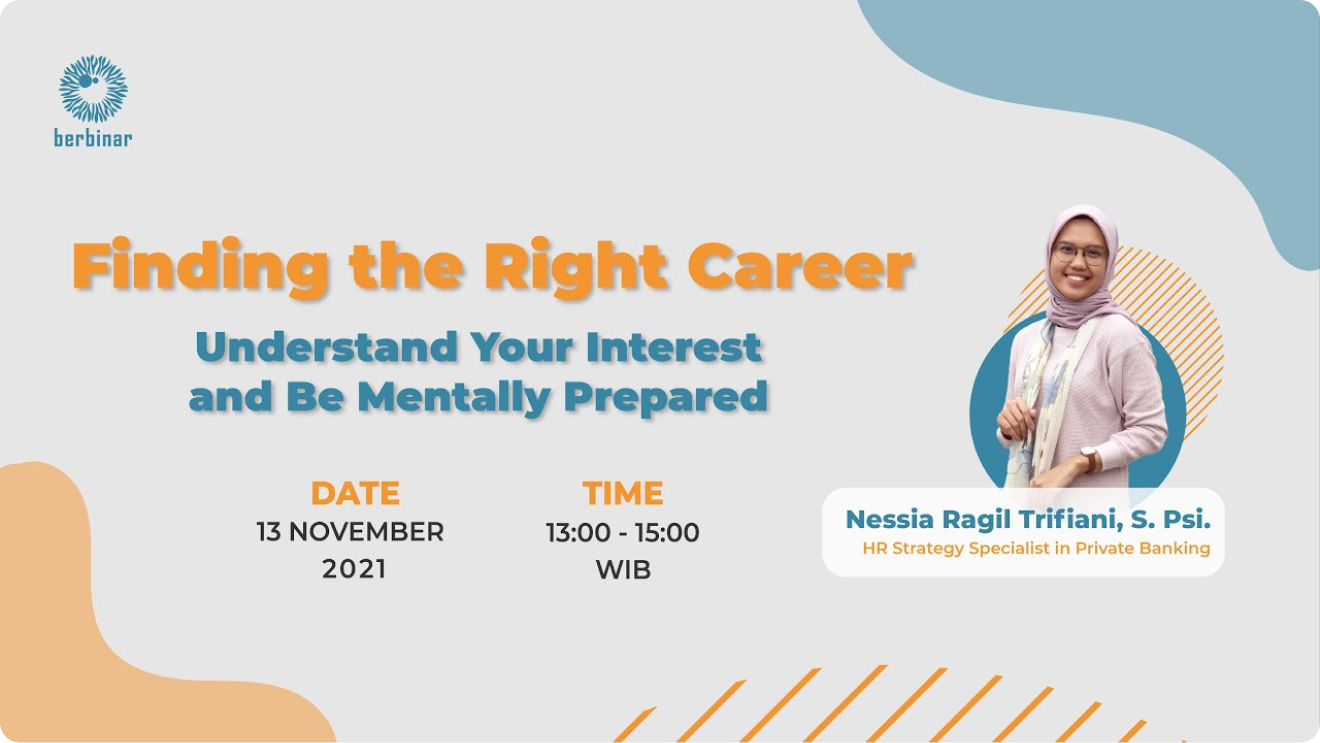 berbinar
Finding the Right Career
Understand Your Interest
and Be Mentally Prepared
DATE
13 NOVEMBER
2021
TIME
13:00 - 15:00
WIB
Nessia Ragil Trifiani, S. Psi.
HR Strategy Specialist in Private Banking